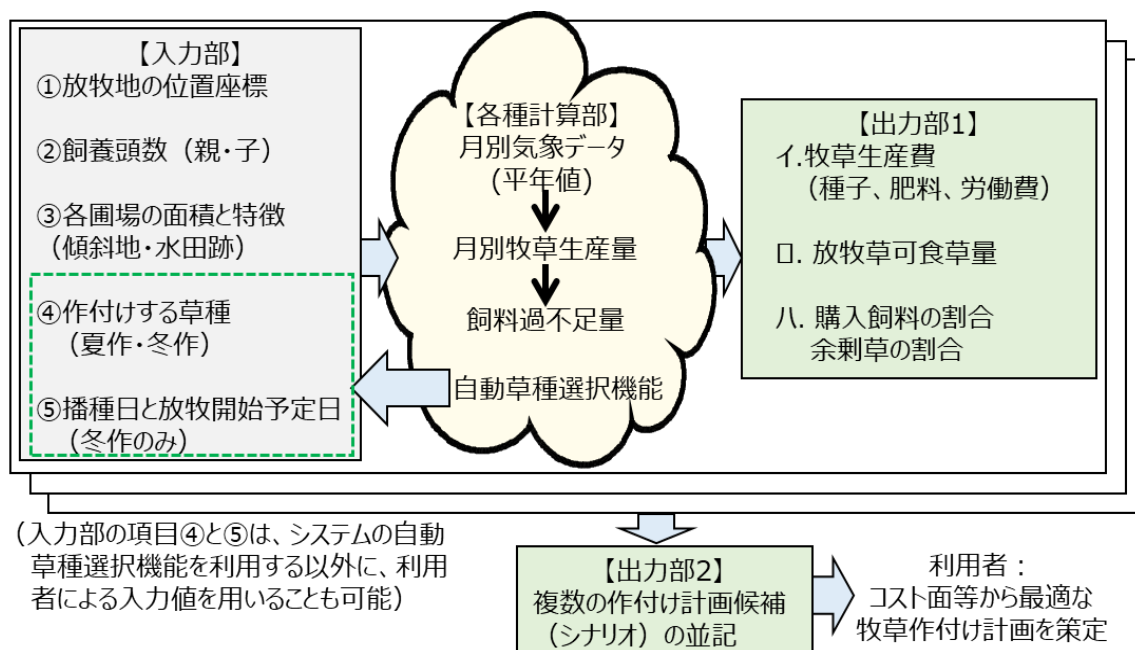 【入力部】
①放牧地の位置座標
②飼養頭数（親・子）
③各圃場の面積と特徴
（傾斜地・水田跡）
④作付けする草種
（夏作・冬作）
⑤播種日と放牧開始予定日
（冬作のみ）
【各種計算部】
月別気象データ
（平年値）
月別牧草生産量
飼料過不足量
自動草種選択機能
【出力部1】
イ.牧草生産費
（種子、肥料、労働費）
ロ. 放牧草可食草量
ハ. 購入飼料の割合
余剰草の割合
（入力部の項目④と⑤は、システムの自動
草種選択機能を利用する以外に、利用
者による入力値を用いることも可能）
【出力部2】
複数の作付け計画候補
（シナリオ）の並記
利用者：
コスト面等から最適な
牧草作付け計画を策定